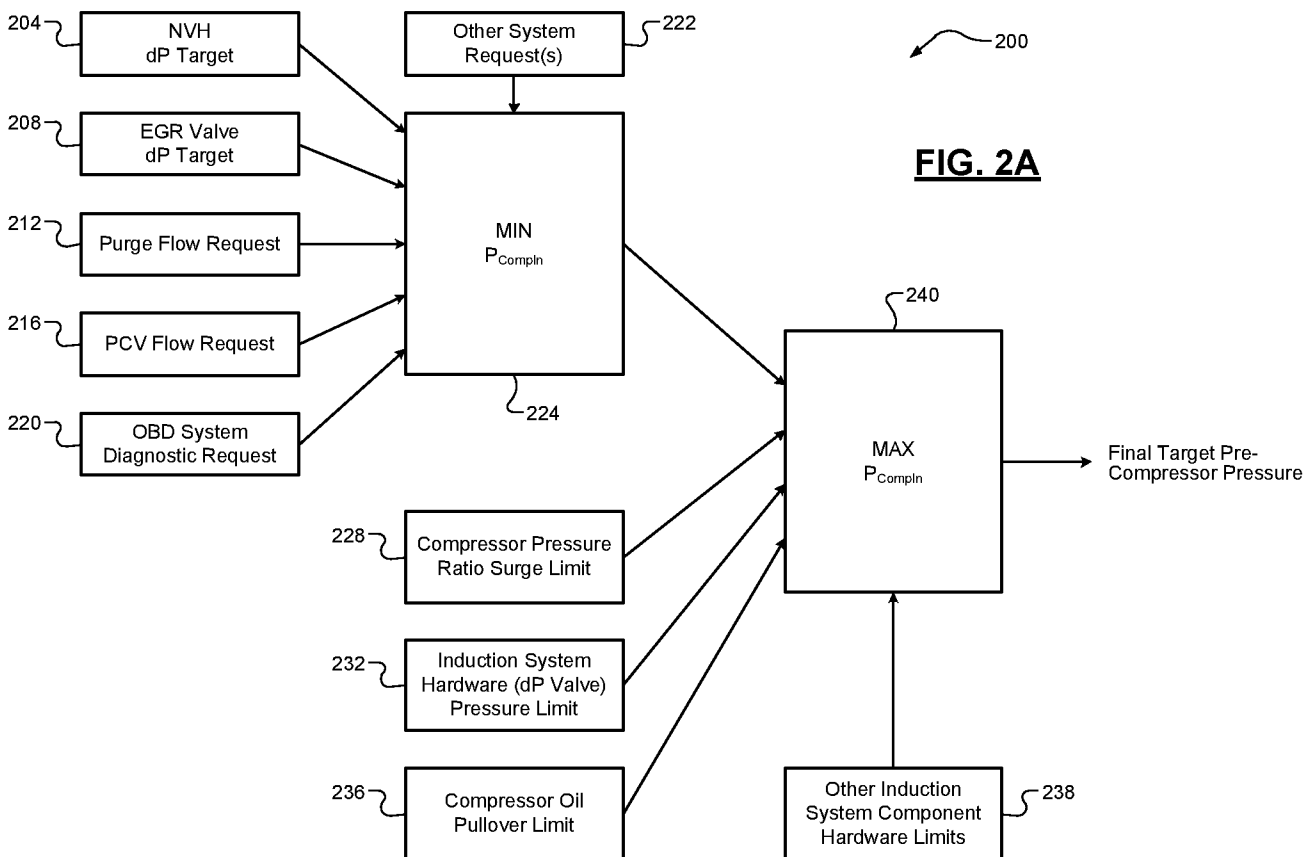 204
NVH
dP Target
Other System
Request(s)
222
200
208
EGR Valve
dP Target
FIG. 2A
212
Purge Flow Request
MIN
PCompIn
216
PCV Flow Request
240
224
220
OBD System
Diagnostic Request
MAX
PCompIn
Final Target Pre-
Compressor Pressure
228
Compressor Pressure
Ratio Surge Limit
232
Induction System
Hardware (dP Valve)
Pressure Limit
236
Compressor Oil
Pullover Limit
Other Induction
System Component
Hardware Limits
238